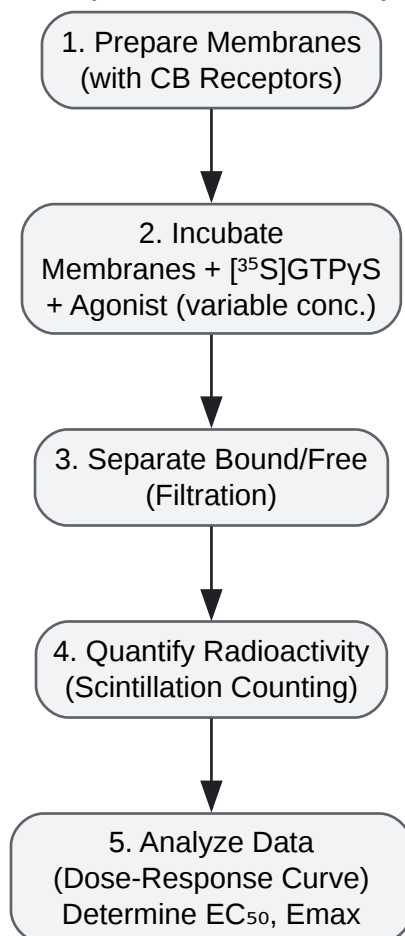 1. Prepare Membranes
(with CB Receptors)
2. Incubate
Membranes + [³⁵S]GTPγS
+ Agonist (variable conc.)
3. Separate Bound/Free
(Filtration)
4. Quantify Radioactivity
(Scintillation Counting)
5. Analyze Data
(Dose-Response Curve)
Determine EC₅₀, Emax